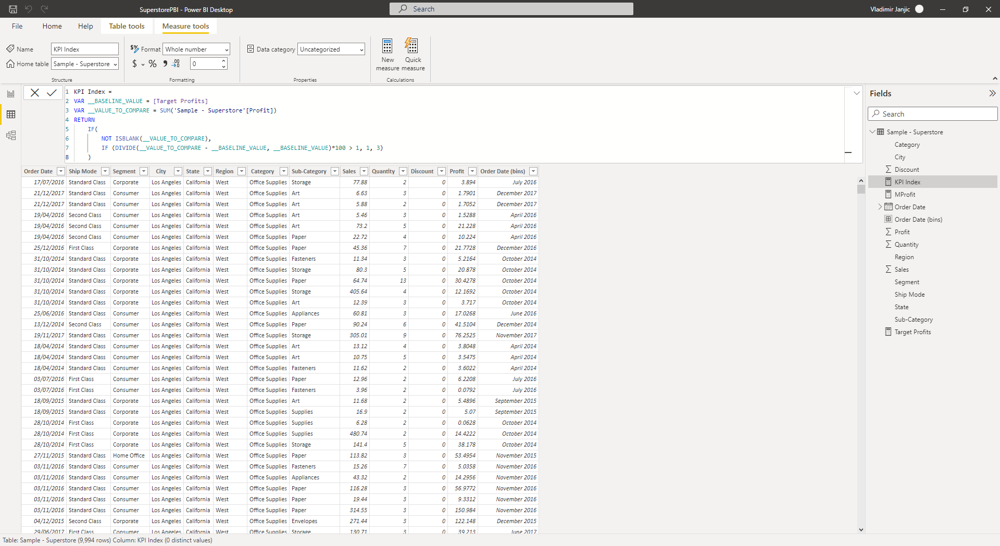 SuperstorePBI - Power BI Desktop
Search
Vladimir Janjic
File Home Help Table tools Measure tools
Name KPI Index
Home table Sample - Superstore
Structure
$% Format Whole number
$ % 9 .00 0
Formatting
Data category Uncategorized
Properties
New measure
Quick measure
Calculations
1 KPI Index =
2 VAR __BASELINE_VALUE = [Target Profits]
3 VAR __VALUE_TO_COMPARE = SUM('Sample - Superstore'[Profit])
4 RETURN
5 IF(
6 NOT ISBLANK(__VALUE_TO_COMPARE),
7 IF (DIVIDE(__VALUE_TO_COMPARE - __BASELINE_VALUE, __BASELINE_VALUE)*100 > 1, 1, 3)
8 )
Order Date Ship Mode Segment City State Region Category Sub-Category Sales Quantity Discount Profit Order Date (bins)
17/07/2016 Standard Class Corporate Los Angeles California West Office Supplies Storage 77.88 2 0 3.894 July 2016
21/12/2017 Standard Class Consumer Los Angeles California West Office Supplies Art 6.63 3 0 1.7901 December 2017
21/12/2017 Standard Class Consumer Los Angeles California West Office Supplies Art 5.88 2 0 1.7052 December 2017
19/04/2016 Second Class Consumer Los Angeles California West Office Supplies Art 5.46 3 0 1.5288 April 2016
19/04/2016 Second Class Consumer Los Angeles California West Office Supplies Art 73.2 5 0 21.228 April 2016
19/04/2016 Second Class Consumer Los Angeles California West Office Supplies Paper 22.72 4 0 10.224 April 2016
25/12/2016 First Class Corporate Los Angeles California West Office Supplies Paper 45.36 7 0 21.7728 December 2016
31/10/2014 Standard Class Corporate Los Angeles California West Office Supplies Fasteners 11.34 3 0 5.2164 October 2014
31/10/2014 Standard Class Corporate Los Angeles California West Office Supplies Storage 80.3 5 0 20.878 October 2014
31/10/2014 Standard Class Corporate Los Angeles California West Office Supplies Paper 64.74 13 0 30.4278 October 2014
31/10/2014 Standard Class Corporate Los Angeles California West Office Supplies Storage 405.64 4 0 12.1692 October 2014
31/10/2014 Standard Class Corporate Los Angeles California West Office Supplies Art 12.39 3 0 3.717 October 2014
25/06/2016 Standard Class Consumer Los Angeles California West Office Supplies Appliances 60.81 3 0 17.0268 June 2016
13/12/2014 Second Class Consumer Los Angeles California West Office Supplies Paper 90.24 6 0 41.5104 December 2014
19/11/2017 Standard Class Consumer Los Angeles California West Office Supplies Storage 305.01 9 0 76.2525 November 2017
18/04/2014 Standard Class Consumer Los Angeles California West Office Supplies Art 13.12 4 0 3.8048 April 2014
18/04/2014 Standard Class Consumer Los Angeles California West Office Supplies Art 10.75 5 0 3.5475 April 2014
18/04/2014 Standard Class Consumer Los Angeles California West Office Supplies Fasteners 11.62 2 0 3.6022 April 2014
03/07/2016 First Class Consumer Los Angeles California West Office Supplies Paper 12.96 2 0 6.2208 July 2016
03/07/2016 First Class Consumer Los Angeles California West Office Supplies Fasteners 3.96 2 0 0.0792 July 2016
18/09/2015 Standard Class Corporate Los Angeles California West Office Supplies Art 11.68 2 0 5.4896 September 2015
18/09/2015 Standard Class Corporate Los Angeles California West Office Supplies Supplies 16.9 2 0 5.07 September 2015
28/10/2014 First Class Corporate Los Angeles California West Office Supplies Supplies 6.28 2 0 0.0628 October 2014
28/10/2014 First Class Corporate Los Angeles California West Office Supplies Supplies 480.74 2 0 14.4222 October 2014
28/10/2014 First Class Corporate Los Angeles California West Office Supplies Storage 141.4 5 0 38.178 October 2014
27/11/2015 Standard Class Home Office Los Angeles California West Office Supplies Paper 113.82 3 0 53.4954 November 2015
03/11/2016 Standard Class Consumer Los Angeles California West Office Supplies Fasteners 15.26 7 0 5.0358 November 2016
03/11/2016 Standard Class Consumer Los Angeles California West Office Supplies Appliances 43.32 2 0 14.2956 November 2016
03/11/2016 Standard Class Consumer Los Angeles California West Office Supplies Paper 116.28 3 0 56.9772 November 2016
03/11/2016 Standard Class Consumer Los Angeles California West Office Supplies Paper 19.44 3 0 9.3312 November 2016
03/11/2016 Standard Class Consumer Los Angeles California West Office Supplies Paper 314.55 3 0 150.984 November 2016
04/12/2015 Second Class Corporate Los Angeles California West Office Supplies Envelopes 271.44 3 0 122.148 December 2015
29/06/2017 First Class Consumer Los Angeles California West Office Supplies Storage 130.71 3 0 39.213 June 2017
Fields
Search
Sample - Superstore
Category
City
Discount
KPI Index
MProfit
Order Date
Order Date (bins)
Profit
Quantity
Region
Sales
Segment
Ship Mode
State
Sub-Category
Target Profits
Table: Sample - Superstore (9,994 rows) Column: KPI Index (0 distinct values)